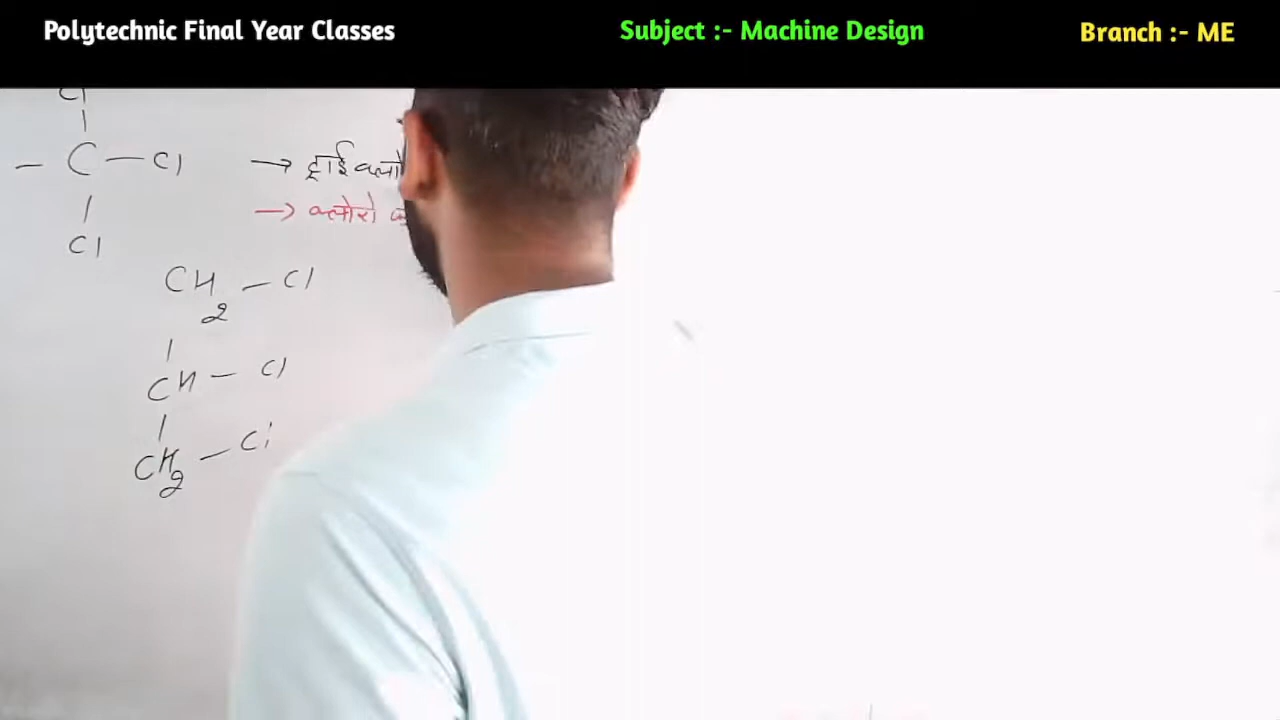 Polytechnic Final Year Classes Subject :- Machine Design Branch :- ME
Cl
— C — Cl → ट्राई
Cl → क्लोरो
CH2 — Cl
CH — Cl
CH2 — Cl